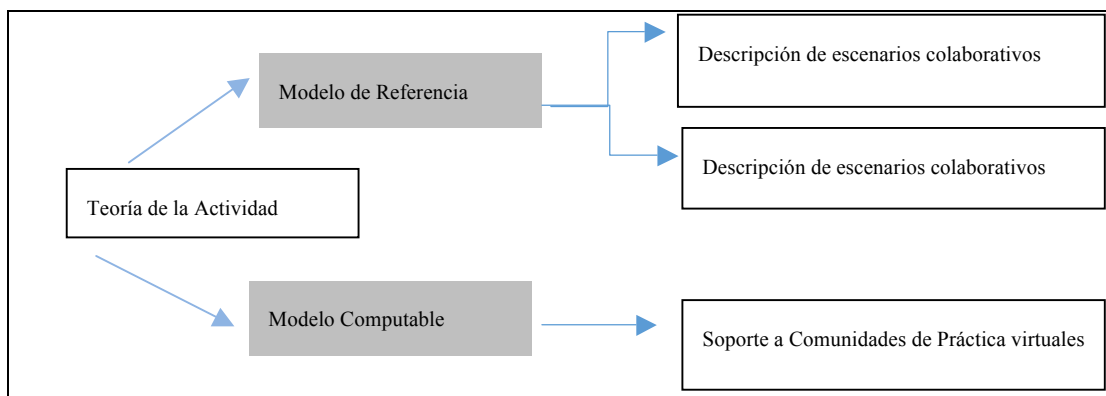 Descripción de escenarios colaborativos
Modelo de Referencia
Descripción de escenarios colaborativos
Teoría de la Actividad
Modelo Computable
Soporte a Comunidades de Práctica virtuales